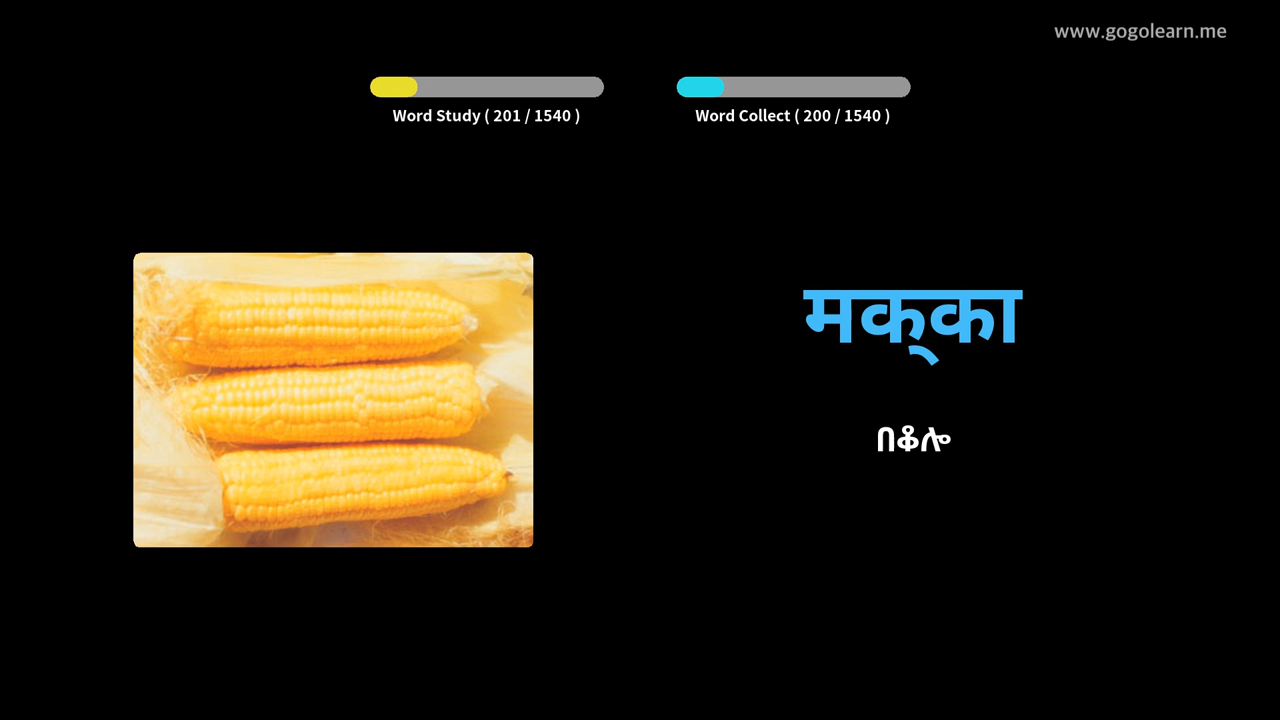 www.gogolearn.me
Word Study ( 201 / 1540 )
Word Collect ( 200 / 1540 )
मक्‌का
በቆሎ